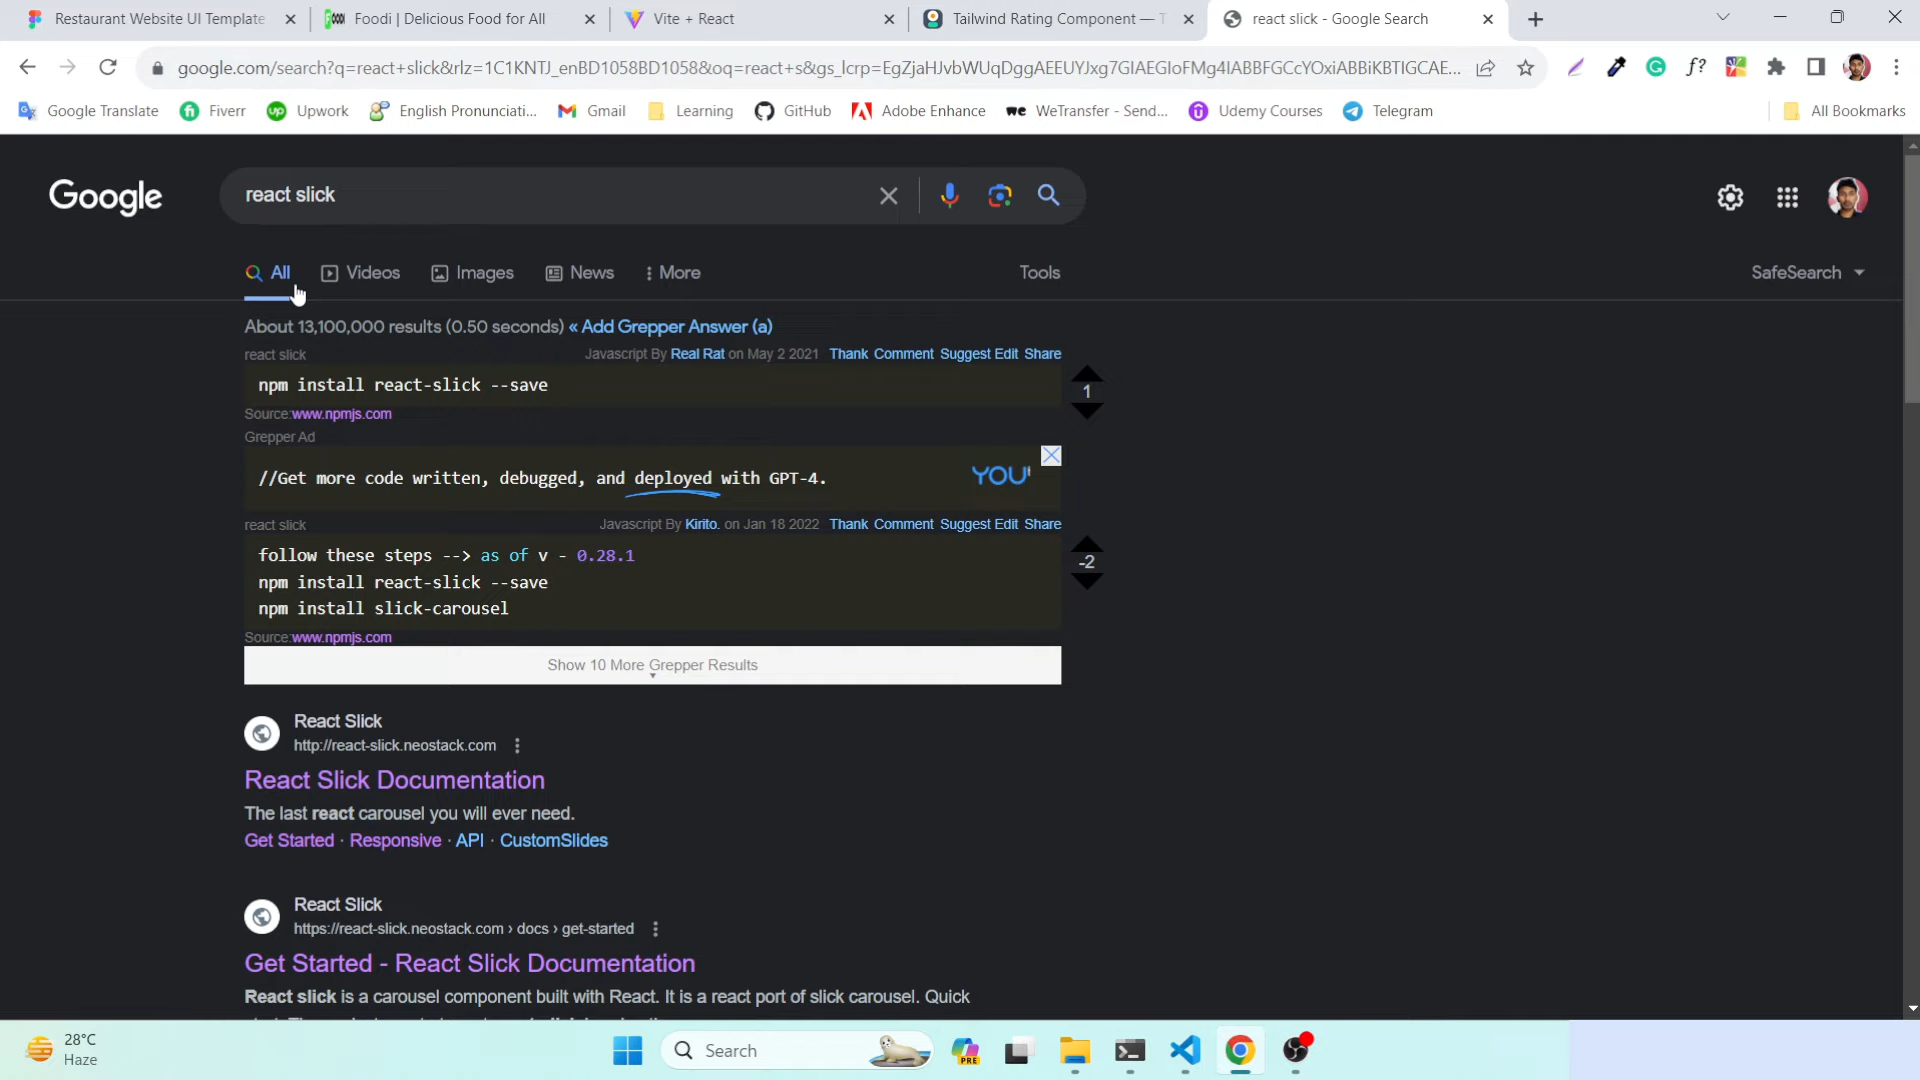 Restaurant Website UI Template
Foodi | Delicious Food for All
Vite + React
Tailwind Rating Component — T
react slick - Google Search
google.com/search?q=react+slick&rlz=1C1KNTJ_enBD1058BD1058&oq=react+s&gs_lcrp=EgZjaHJvbWUqDggAEEUYJxg7GIAEGIoFMg4IABBFGCcYOxiABBiKBTIGCAE...
Google Translate
Fiverr
Upwork
English Pronunciati...
Gmail
Learning
GitHub
Adobe Enhance
WeTransfer - Send...
Udemy Courses
Telegram
All Bookmarks
Google
react slick
All
Videos
Images
News
More
Tools
SafeSearch
About 13,100,000 results (0.50 seconds) « Add Grepper Answer (a)
react slick
Javascript By Real Rat on May 2 2021 Thank Comment Suggest Edit Share
npm install react-slick --save
1
Source:www.npmjs.com
Grepper Ad
//Get more code written, debugged, and deployed with GPT-4.
YOU
react slick
Javascript By Kirito. on Jan 18 2022 Thank Comment Suggest Edit Share
follow these steps --> as of v - 0.28.1
npm install react-slick --save
npm install slick-carousel
-2
Source:www.npmjs.com
Show 10 More Grepper Results
React Slick
http://react-slick.neostack.com
React Slick Documentation
The last react carousel you will ever need.
Get Started · Responsive · API · CustomSlides
React Slick
https://react-slick.neostack.com › docs › get-started
Get Started - React Slick Documentation
React slick is a carousel component built with React. It is a react port of slick carousel. Quick
28°C
Haze
Search
PRE